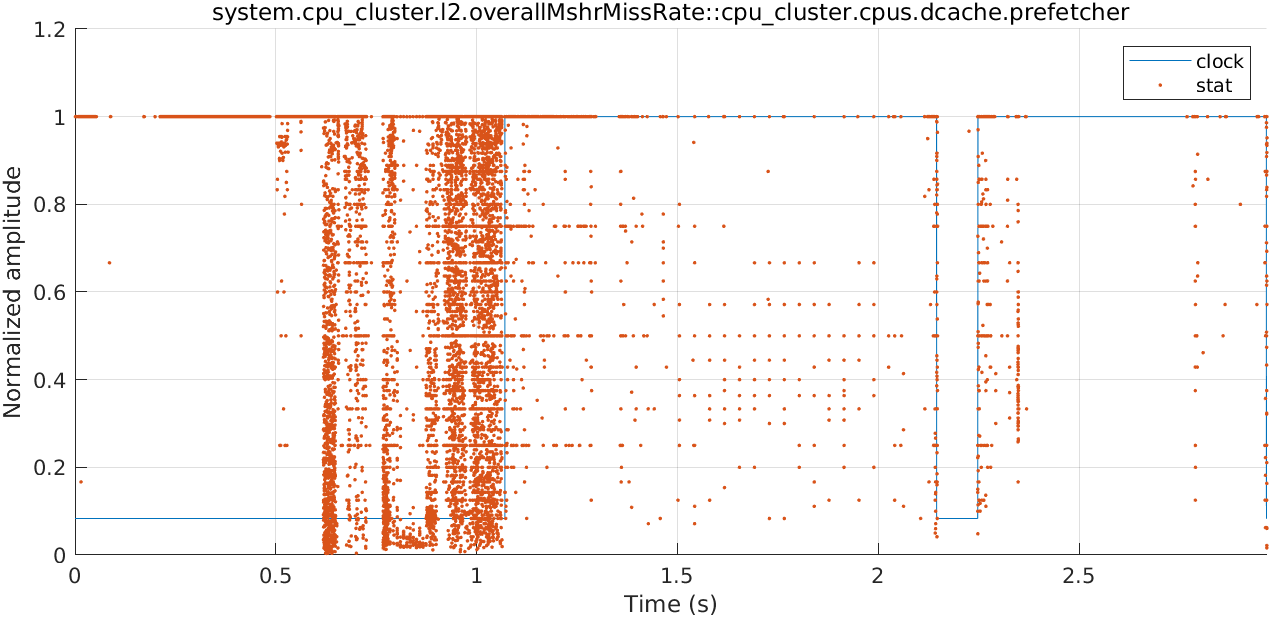 system.cpu_cluster.l2.overallMshrMissRate::cpu_cluster.cpus.dcache.prefetcher
1.2
1
0.8
0.6
0.4
0.2
0
Normalized amplitude
clock
stat
0 0.5 1 1.5 2 2.5
Time (s)